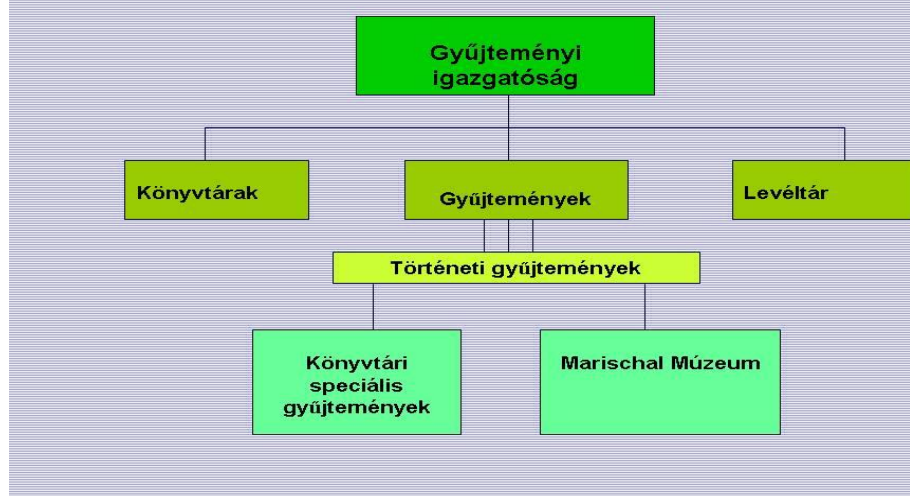 Gyűjteményi
igazgatóság
Könyvtárak
Gyűjtemények
Levéltár
Történeti gyűjtemények
Könyvtári
speciális
gyűjtemények
Marischal Múzeum